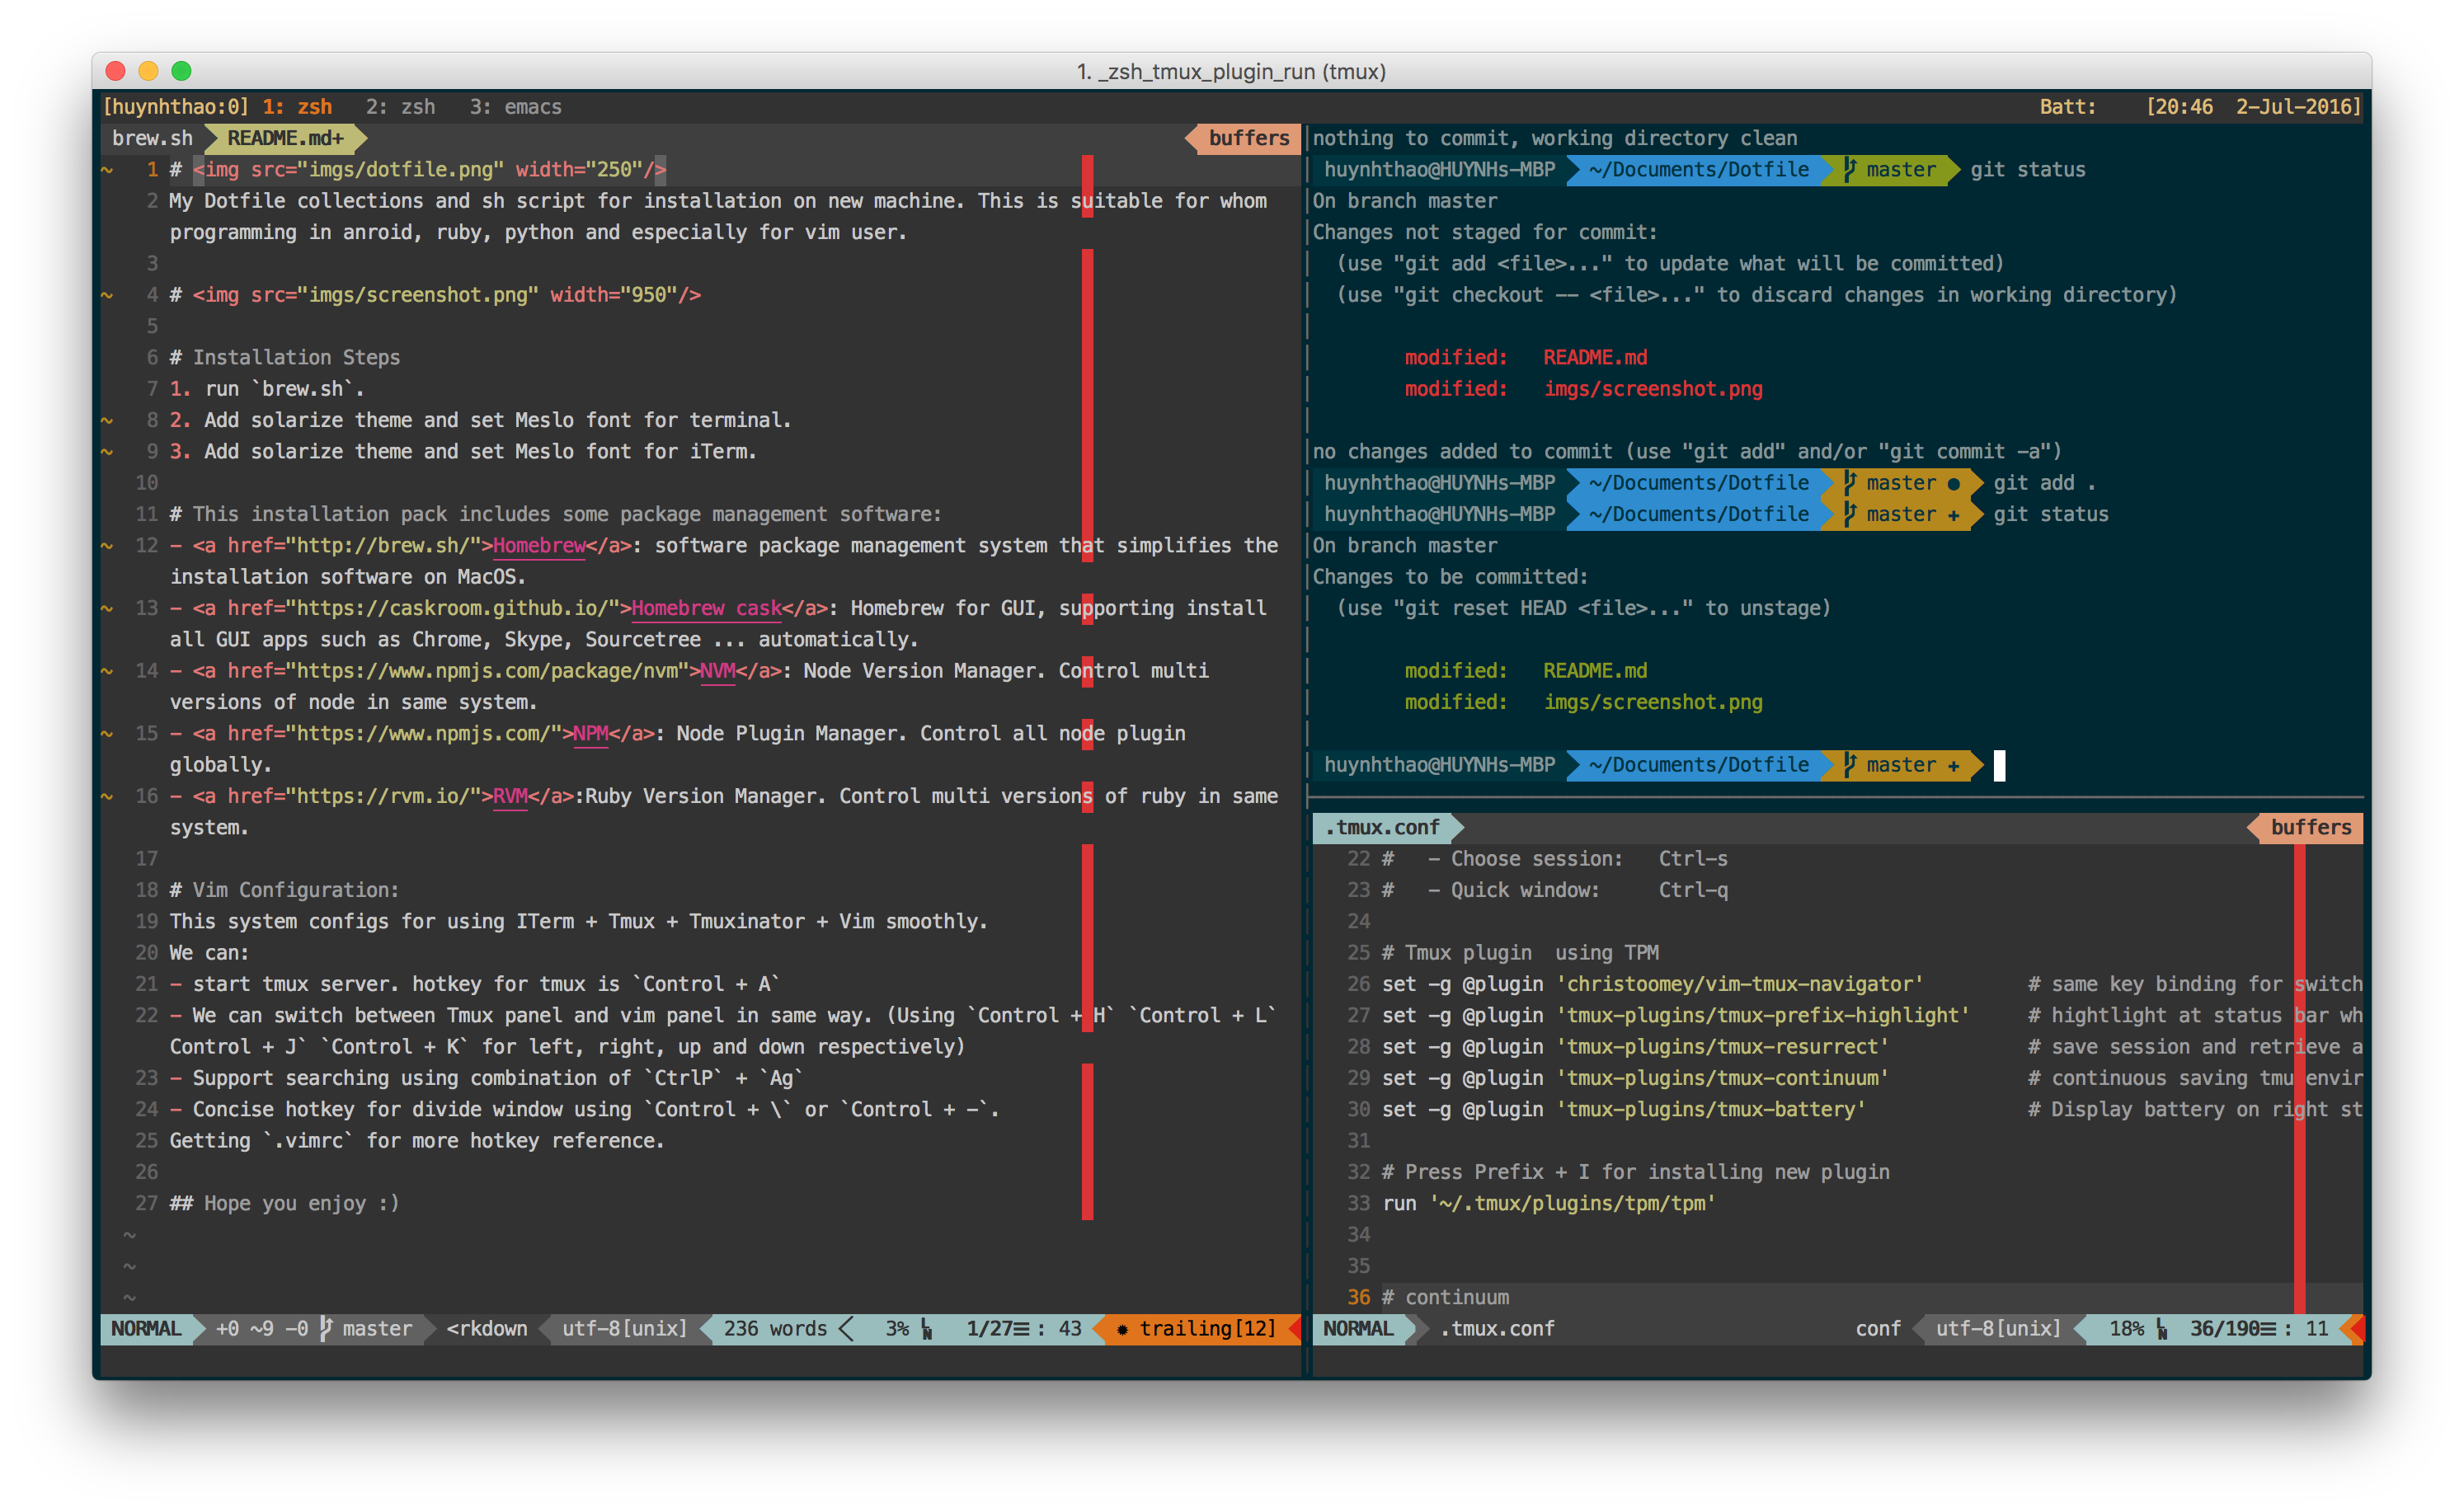 1. _zsh_tmux_plugin_run (tmux)
[huynhthao:0] 1: zsh 2: zsh 3: emacs Batt: [20:46 2-Jul-2016]
brew.sh README.md+ buffers
~ 1 # <img src="imgs/dotfile.png" width="250"/>
2 My Dotfile collections and sh script for installation on new machine. This is suitable for whom
programming in anroid, ruby, python and especially for vim user.
3
~ 4 # <img src="imgs/screenshot.png" width="950"/>
5
6 # Installation Steps
7 1. run `brew.sh`.
~ 8 2. Add solarize theme and set Meslo font for terminal.
~ 9 3. Add solarize theme and set Meslo font for iTerm.
10
11 # This installation pack includes some package management software:
~ 12 - <a href="http://brew.sh/">Homebrew</a>: software package management system that simplifies the
installation software on MacOS.
~ 13 - <a href="https://caskroom.github.io/">Homebrew cask</a>: Homebrew for GUI, supporting install
all GUI apps such as Chrome, Skype, Sourcetree ... automatically.
~ 14 - <a href="https://www.npmjs.com/package/nvm">NVM</a>: Node Version Manager. Control multi
versions of node in same system.
~ 15 - <a href="https://www.npmjs.com/">NPM</a>: Node Plugin Manager. Control all node plugin
globally.
~ 16 - <a href="https://rvm.io/">RVM</a>:Ruby Version Manager. Control multi versions of ruby in same
system.
17
18 # Vim Configuration:
19 This system configs for using ITerm + Tmux + Tmuxinator + Vim smoothly.
20 We can:
21 - start tmux server. hotkey for tmux is `Control + A`
22 - We can switch between Tmux panel and vim panel in same way. (Using `Control + H` `Control + L`
Control + J` `Control + K` for left, right, up and down respectively)
23 - Support searching using combination of `CtrlP` + `Ag`
24 - Concise hotkey for divide window using `Control + \` or `Control + -`.
25 Getting `.vimrc` for more hotkey reference.
26
27 ## Hope you enjoy :)
~
~
~
NORMAL +0 ~9 -0 master <rkdown utf-8[unix] 236 words 3% 1/27 : 43 trailing[12]
nothing to commit, working directory clean
huynhthao@HUYNHs-MBP ~/Documents/Dotfile master git status
On branch master
Changes not staged for commit:
(use "git add <file>..." to update what will be committed)
(use "git checkout -- <file>..." to discard changes in working directory)
modified: README.md
modified: imgs/screenshot.png
no changes added to commit (use "git add" and/or "git commit -a")
huynhthao@HUYNHs-MBP ~/Documents/Dotfile master ● git add .
huynhthao@HUYNHs-MBP ~/Documents/Dotfile master + git status
On branch master
Changes to be committed:
(use "git reset HEAD <file>..." to unstage)
modified: README.md
modified: imgs/screenshot.png
huynhthao@HUYNHs-MBP ~/Documents/Dotfile master +
.tmux.conf buffers
22 # - Choose session: Ctrl-s
23 # - Quick window: Ctrl-q
24
25 # Tmux plugin using TPM
26 set -g @plugin 'christoomey/vim-tmux-navigator' # same key binding for switch
27 set -g @plugin 'tmux-plugins/tmux-prefix-highlight' # hightlight at status bar wh
28 set -g @plugin 'tmux-plugins/tmux-resurrect' # save session and retrieve a
29 set -g @plugin 'tmux-plugins/tmux-continuum' # continuous saving tmu envir
30 set -g @plugin 'tmux-plugins/tmux-battery' # Display battery on right st
31
32 # Press Prefix + I for installing new plugin
33 run '~/.tmux/plugins/tpm/tpm'
34
35
36 # continuum
NORMAL .tmux.conf conf utf-8[unix] 18% 36/190 : 11